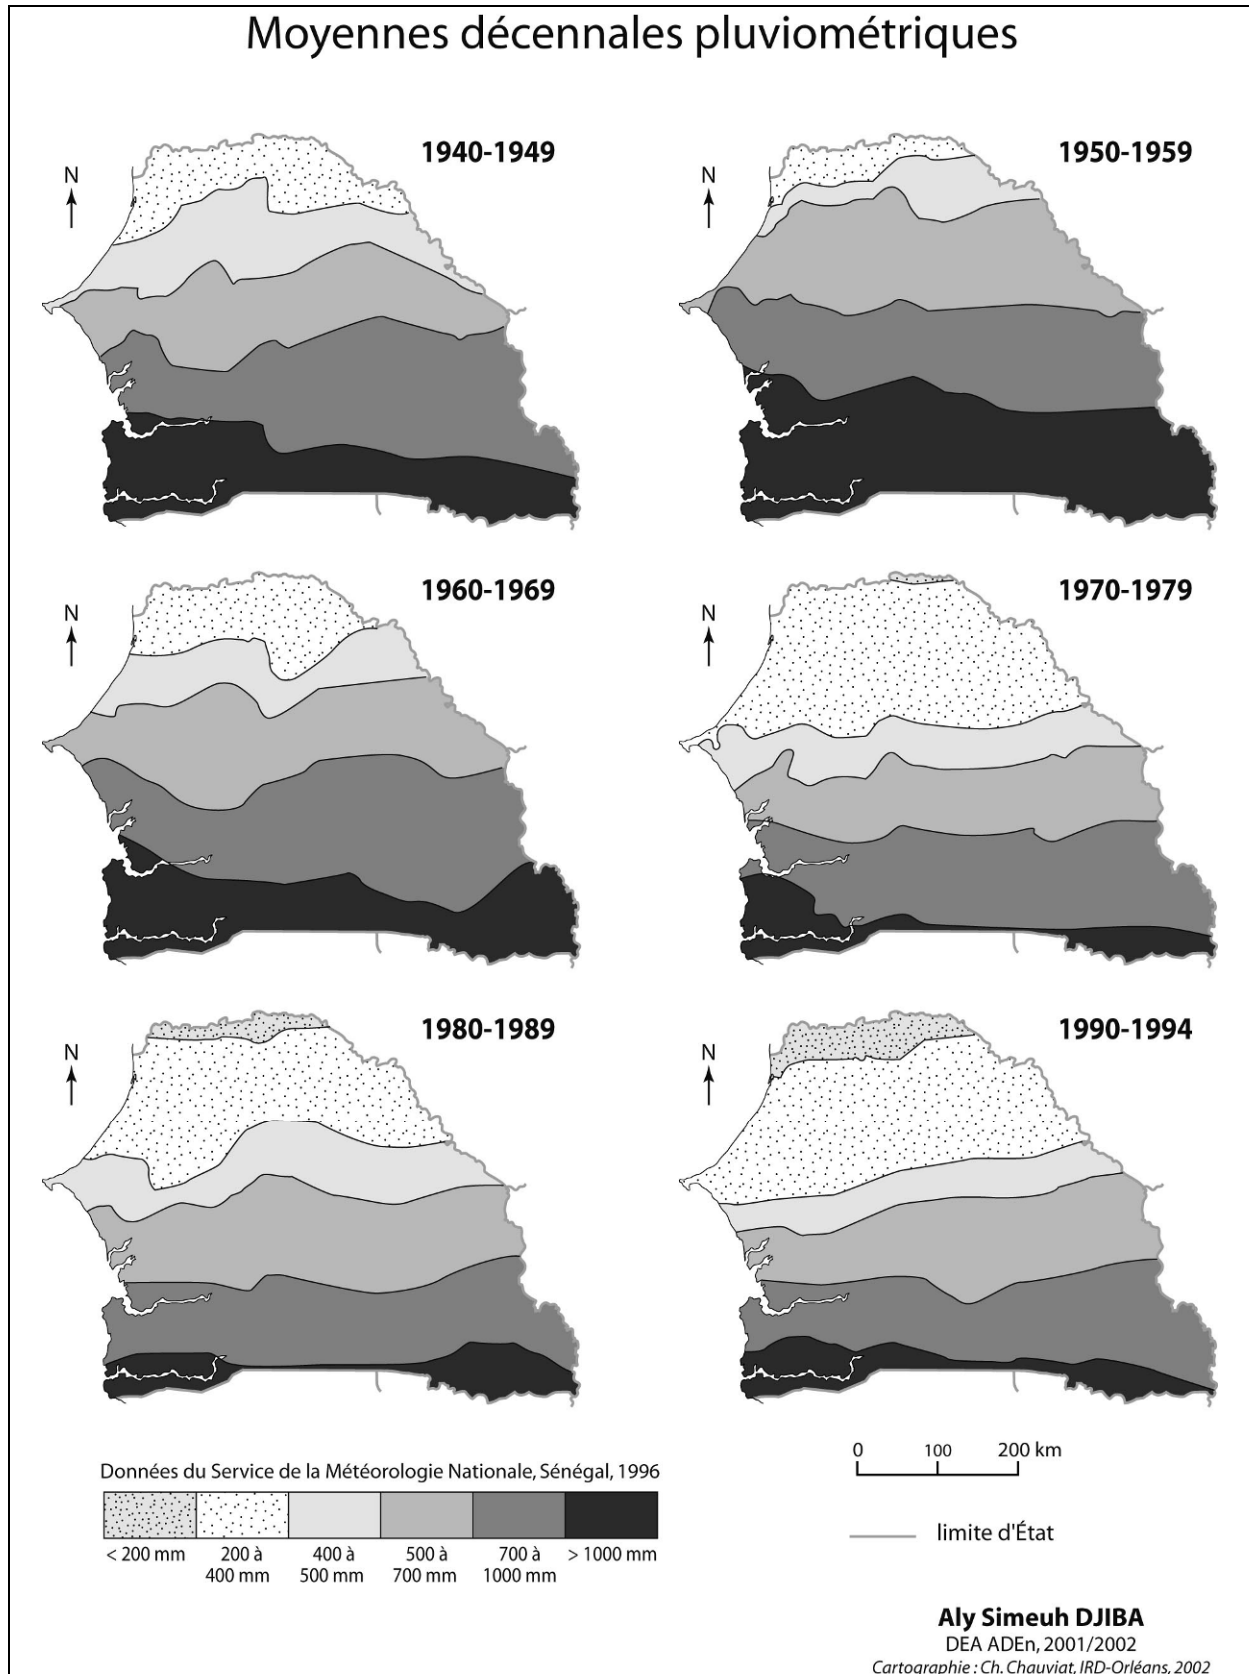 Moyennes décennales pluviométriques
1940-1949
N
1950-1959
N
1960-1969
N
1970-1979
N
1980-1989
N
1990-1994
N
Données du Service de la Météorologie Nationale, Sénégal, 1996
< 200 mm
200 à
400 mm
400 à
500 mm
500 à
700 mm
700 à
1000 mm
> 1000 mm
0 100 200 km
limite d'État
Aly Simeuh DJIBA
DEA ADEn, 2001/2002
Cartographie : Ch. Chauviat, IRD-Orléans, 2002